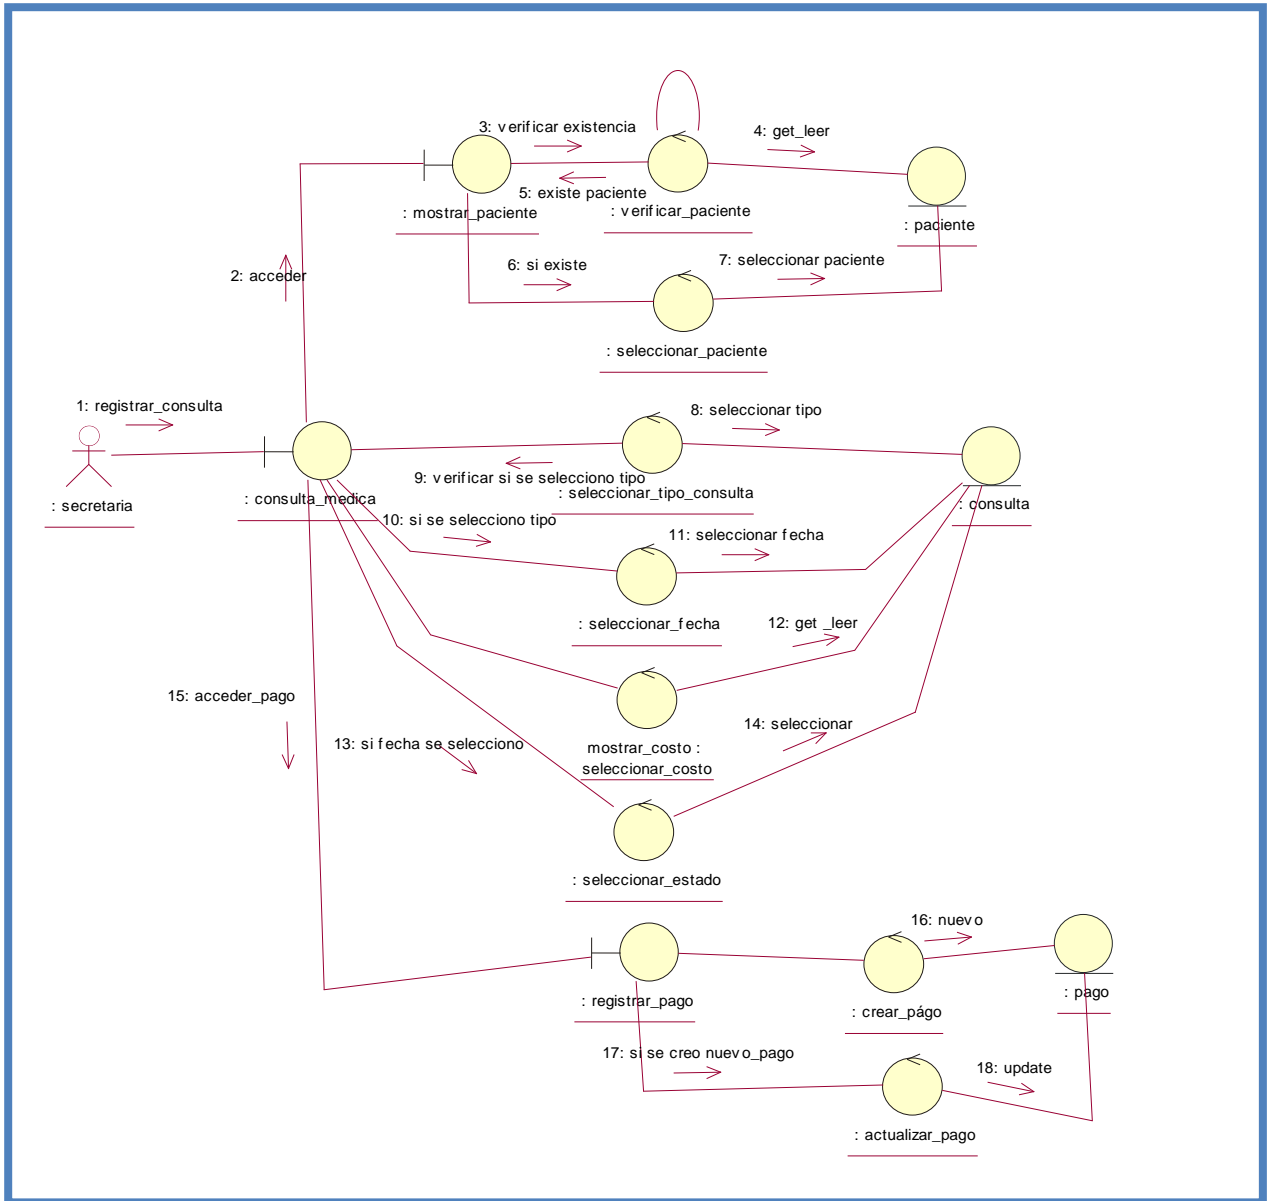 3: verificar existencia
4: get_leer
5: existe paciente
: mostrar_paciente
: verificar_paciente
: paciente
2: acceder
6: si existe
7: seleccionar paciente
: seleccionar_paciente
1: registrar_consulta
8: seleccionar tipo
9: verificar si se selecciono tipo
: secretaria
: consulta_medica
: seleccionar_tipo_consulta
: consulta
10: si se selecciono tipo
11: seleccionar fecha
: seleccionar_fecha
12: get _leer
15: acceder_pago
13: si fecha se selecciono
14: seleccionar
mostrar_costo :
seleccionar_costo
: seleccionar_estado
16: nuevo
: registrar_pago
: crear_págo
: pago
17: si se creo nuevo_pago
18: update
: actualizar_pago